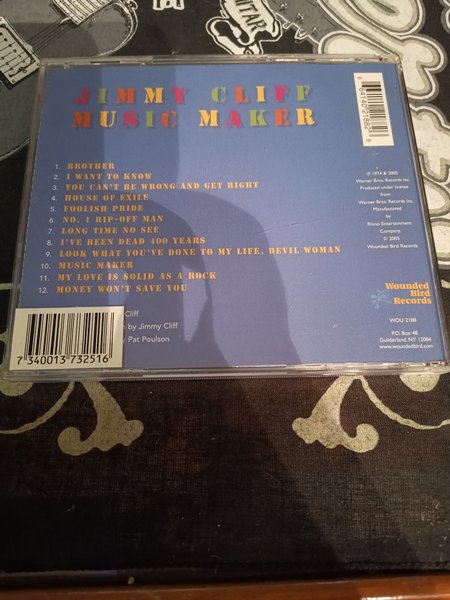 GUITAR
JIMMY CLIFF
MUSIC MAKER
1. BROTHER
2. I WANT TO KNOW
3. YOU CAN'T BE WRONG AND GET RIGHT
4. HOUSE OF EXILE
5. FOOLISH PRIDE
6. NO. 1 RIP-OFF MAN
7. LONG TIME NO SEE
8. I'VE BEEN DEAD 400 YEARS
9. LOOK WHAT YOU'VE DONE TO MY LIFE, DEVIL WOMAN
10. MUSIC MAKER
11. MY LOVE IS SOLID AS A ROCK
12. MONEY WON'T SAVE YOU
Cliff
by Jimmy Cliff
Pat Poulson
7 340013 732516
℗ 1974 & 2005
Warner Bros. Records Inc.
Produced under license
from
Warner Bros. Records Inc.
Manufactured
by
Rhino Entertainment
Company.
© 2005
Wounded Bird Records
Wounded
Bird
Records
WOU 2188
P.O. Box 48
Guilderland, NY 12084
www.woundedbird.com